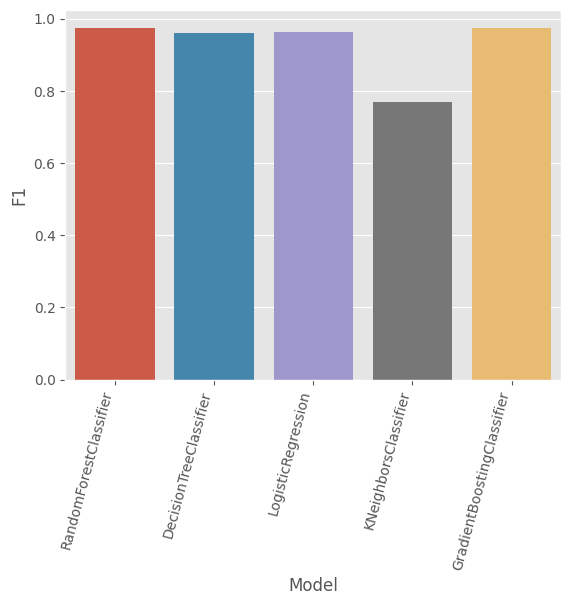 1.0
0.8
0.6
0.4
0.2
0.0
F1
RandomForestClassifier
DecisionTreeClassifier
LogisticRegression
KNeighborsClassifier
GradientBoostingClassifier
Model